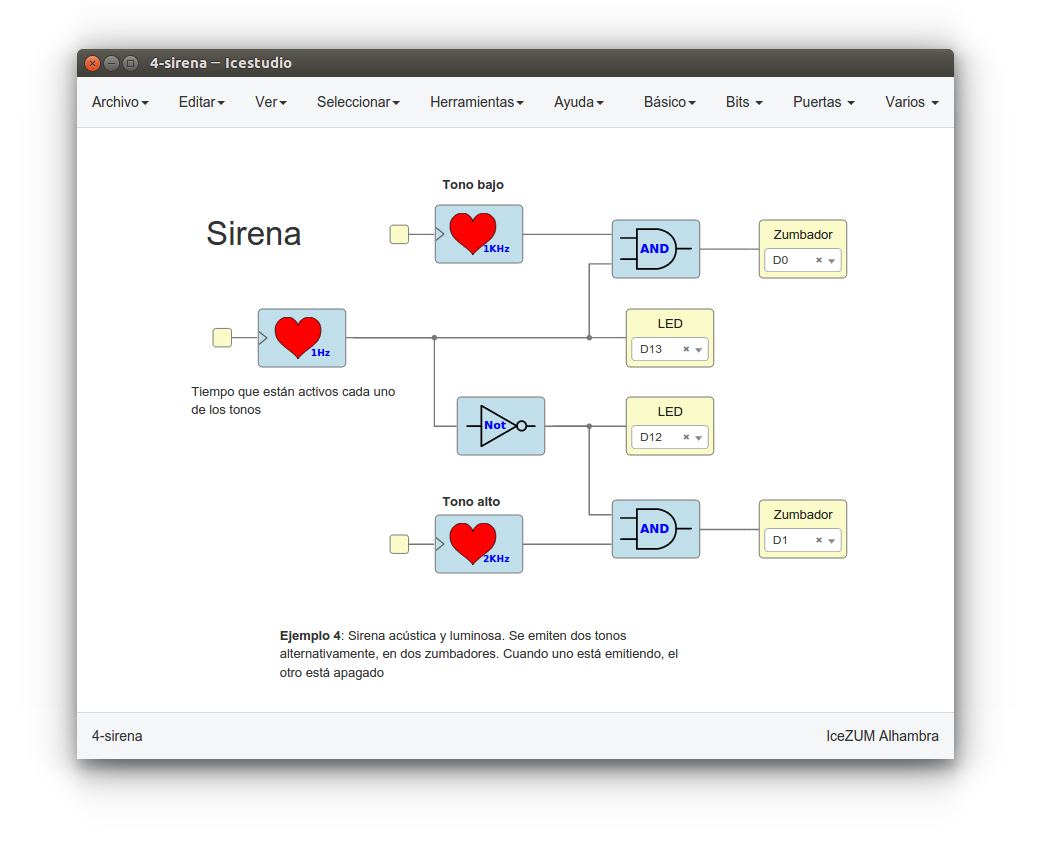 4-sirena — Icestudio
Archivo Editar Ver Seleccionar Herramientas Ayuda Básico Bits Puertas Varios
Tono bajo
Sirena
1KHz
AND
Zumbador
D0
1Hz
LED
D13
Tiempo que están activos cada uno
de los tonos
Not
LED
D12
Tono alto
2KHz
AND
Zumbador
D1
Ejemplo 4: Sirena acústica y luminosa. Se emiten dos tonos
alternativamente, en dos zumbadores. Cuando uno está emitiendo, el
otro está apagado
4-sirena IceZUM Alhambra